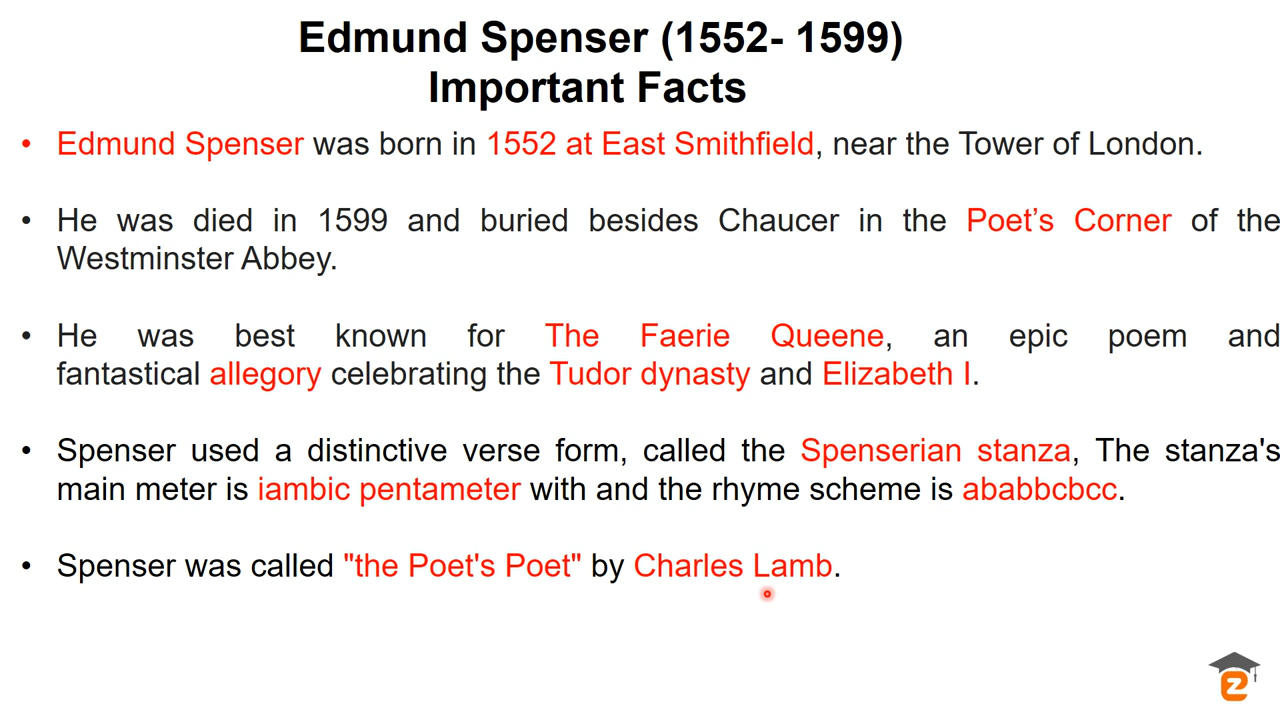 Edmund Spenser (1552- 1599)
Important Facts
• Edmund Spenser was born in 1552 at East Smithfield, near the Tower of London.
• He was died in 1599 and buried besides Chaucer in the Poet’s Corner of the
Westminster Abbey.
• He was best known for The Faerie Queene, an epic poem and
fantastical allegory celebrating the Tudor dynasty and Elizabeth I.
• Spenser used a distinctive verse form, called the Spenserian stanza, The stanza's
main meter is iambic pentameter with and the rhyme scheme is ababbcbcc.
• Spenser was called "the Poet's Poet" by Charles Lamb.
z